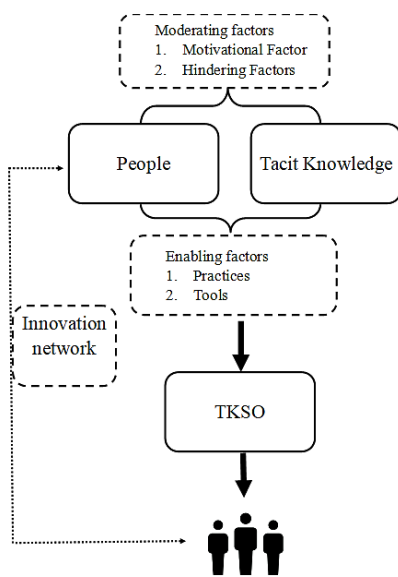 Moderating factors
1. Motivational Factor
2. Hindering Factors
People
Tacit Knowledge
Enabling factors
1. Practices
2. Tools
Innovation
network
TKSO